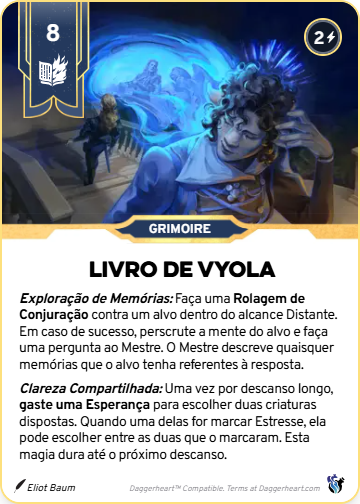 8
2
GRIMOIRE
LIVRO DE VYOLA
Exploração de Memórias: Faça uma Rolagem de
Conjuração contra um alvo dentro do alcance Distante.
Em caso de sucesso, perscrute a mente do alvo e faça
uma pergunta ao Mestre. O Mestre descreve quaisquer
memórias que o alvo tenha referentes à resposta.
Clareza Compartilhada: Uma vez por descanso longo,
gaste uma Esperança para escolher duas criaturas
dispostas. Quando uma delas for marcar Estresse, ela
pode escolher entre as duas que o marcaram. Esta
magia dura até o próximo descanso.
Eliot Baum
Daggerheart™ Compatible. Terms at Daggerheart.com